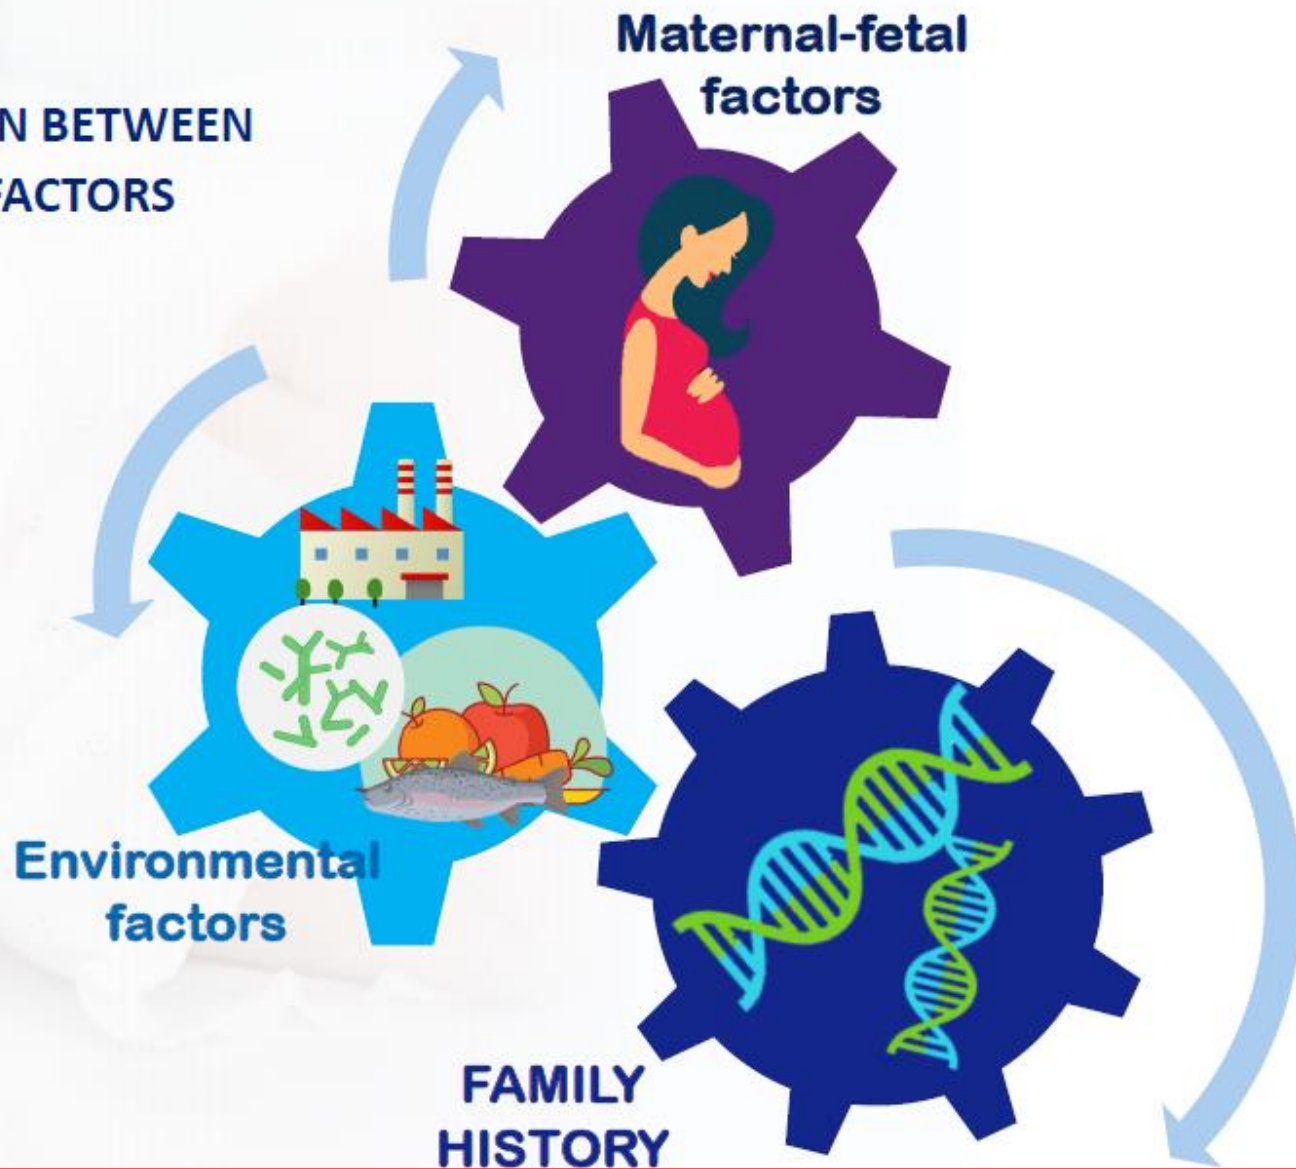 N BETWEEN
FACTORS
Maternal-fetal
factors
Environmental
factors
FAMILY
HISTORY